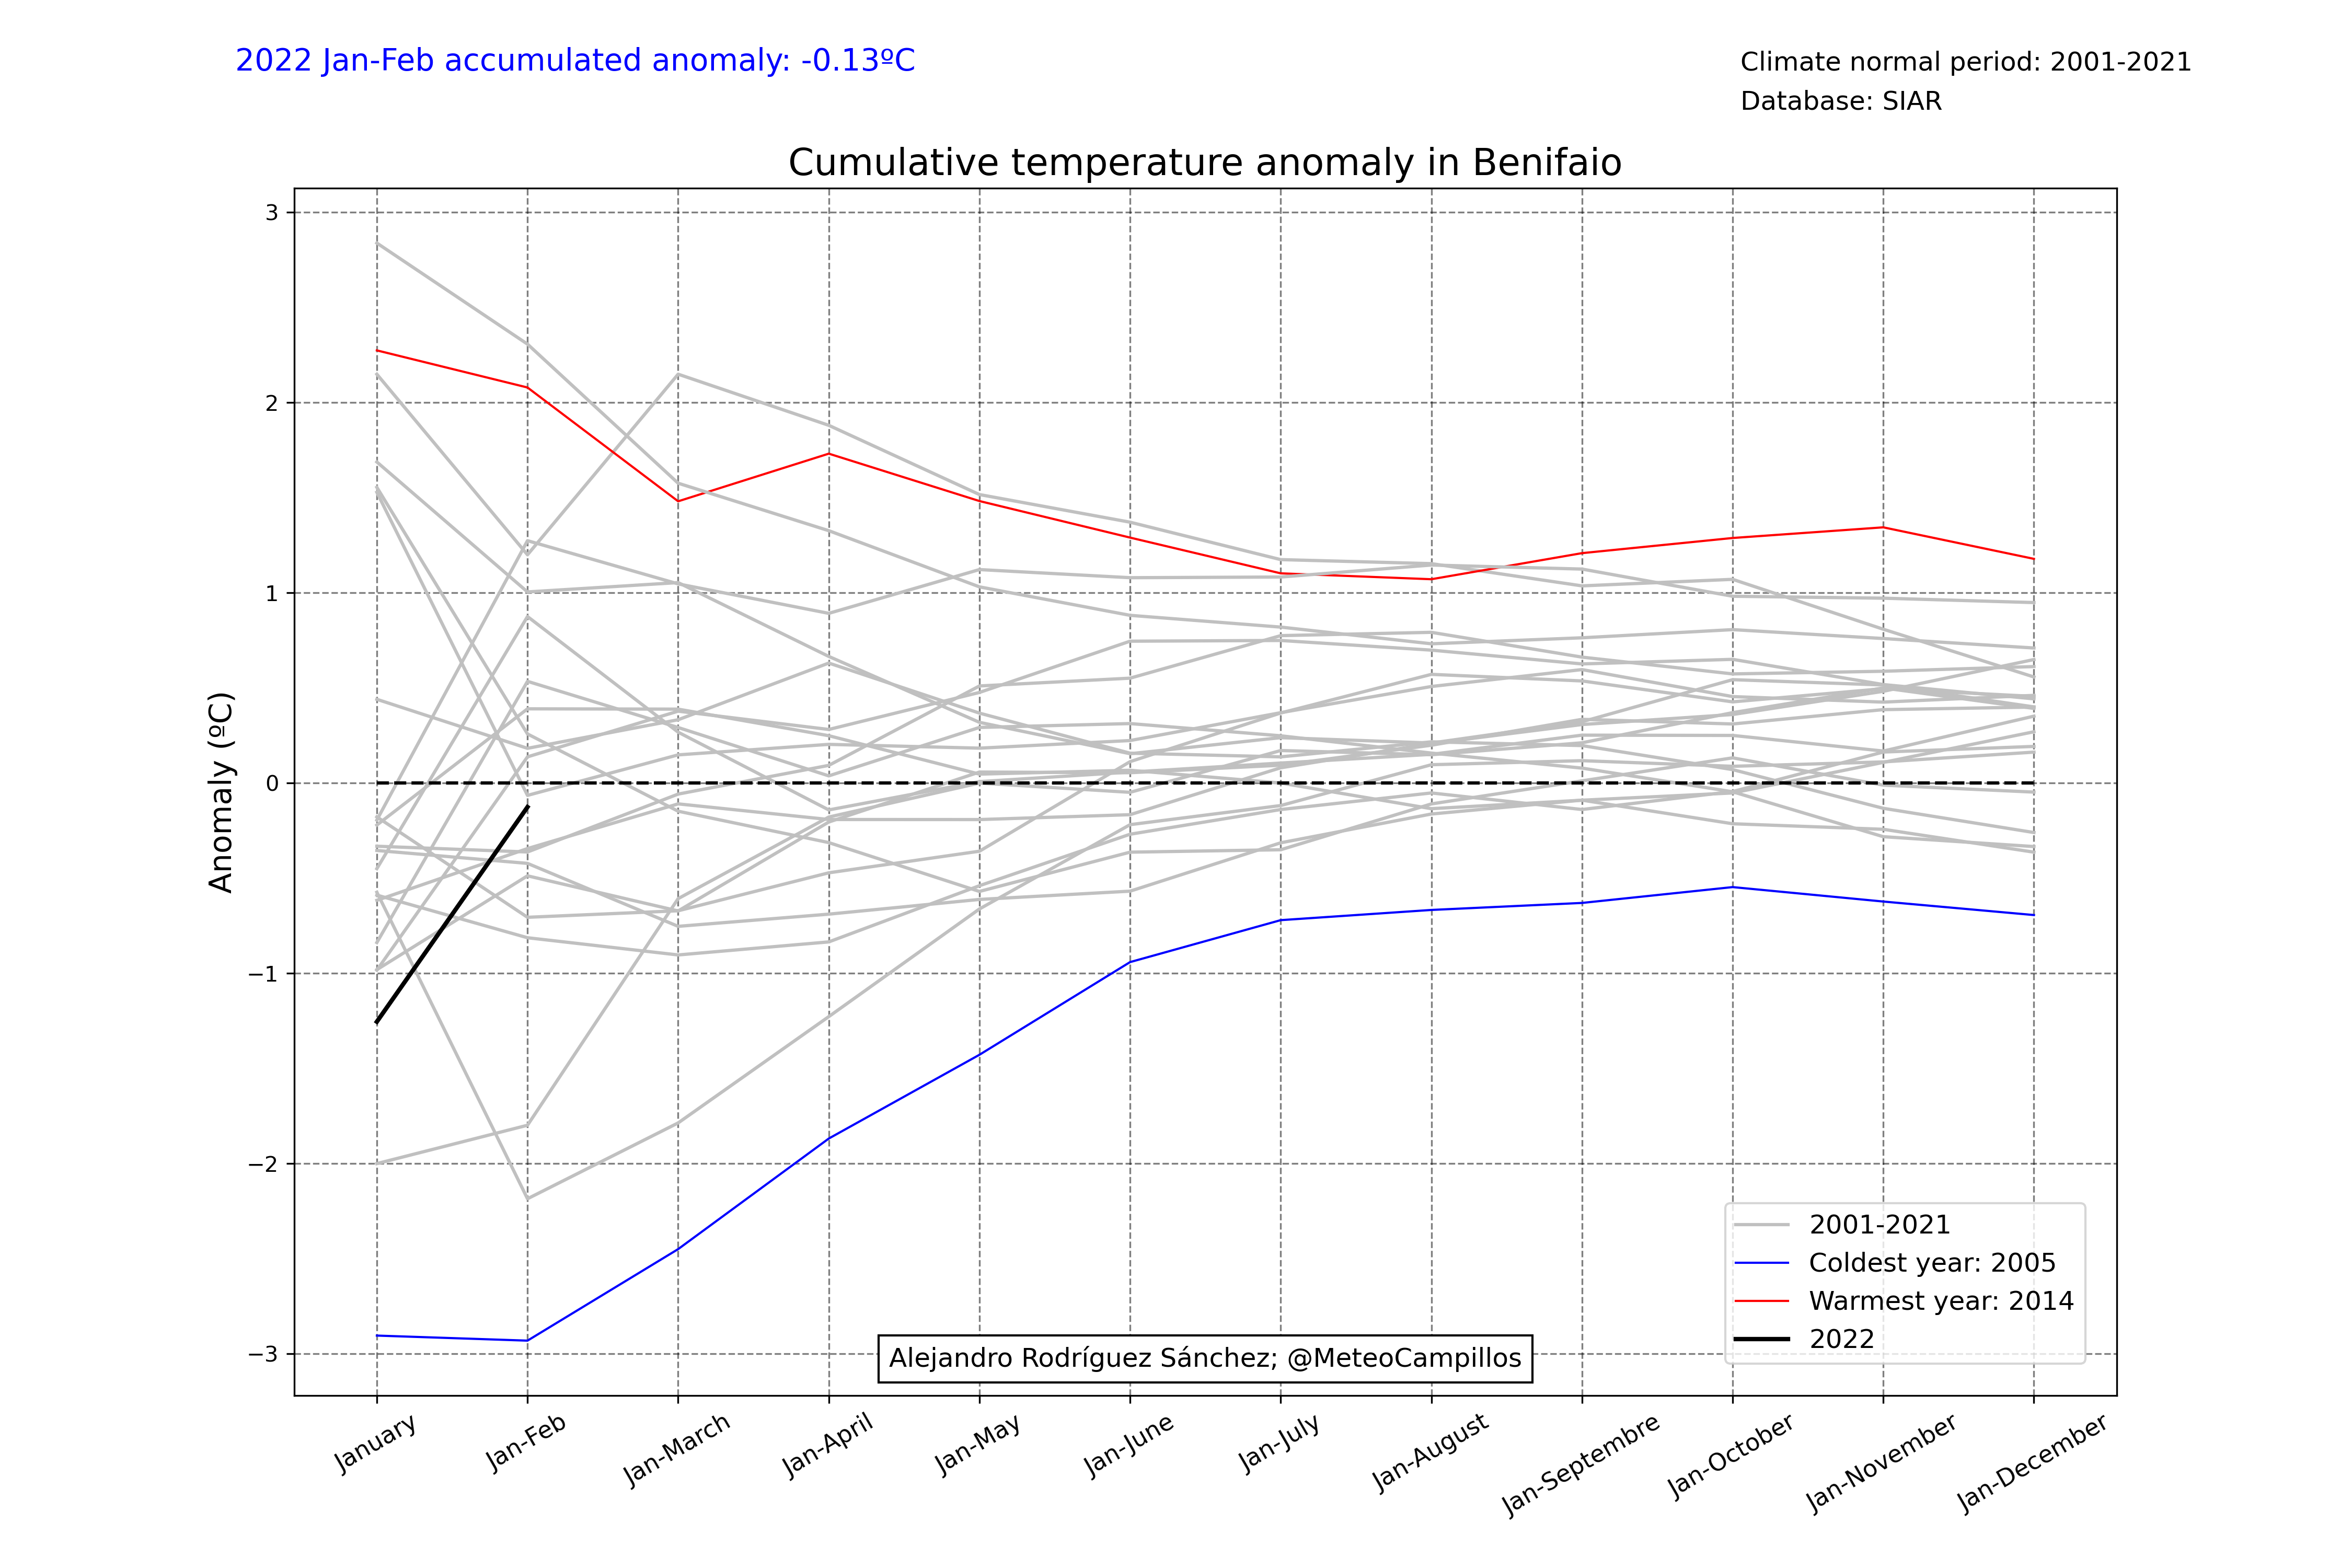 2022 Jan-Feb accumulated anomaly: -0.13ºC
Climate normal period: 2001-2021
Database: SIAR
Cumulative temperature anomaly in Benifaio
Anomaly (ºC)
3
2
1
0
−1
−2
−3
2001-2021
Coldest year: 2005
Warmest year: 2014
2022
Alejandro Rodríguez Sánchez; @MeteoCampillos
January
Jan-Feb
Jan-March
Jan-April
Jan-May
Jan-June
Jan-July
Jan-August
Jan-Septembre
Jan-October
Jan-November
Jan-December